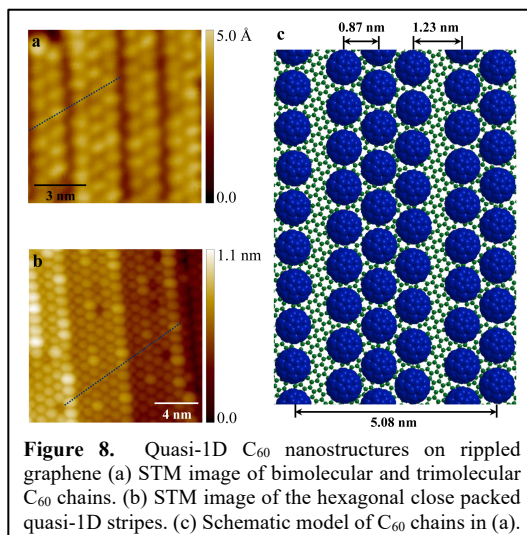 a
5.0 Å
3 nm
0.0
b
1.1 nm
4 nm
0.0
c
0.87 nm
1.23 nm
5.08 nm
Figure 8. Quasi-1D C60 nanostructures on rippled
graphene (a) STM image of bimolecular and trimolecular
C60 chains. (b) STM image of the hexagonal close packed
quasi-1D stripes. (c) Schematic model of C60 chains in (a).